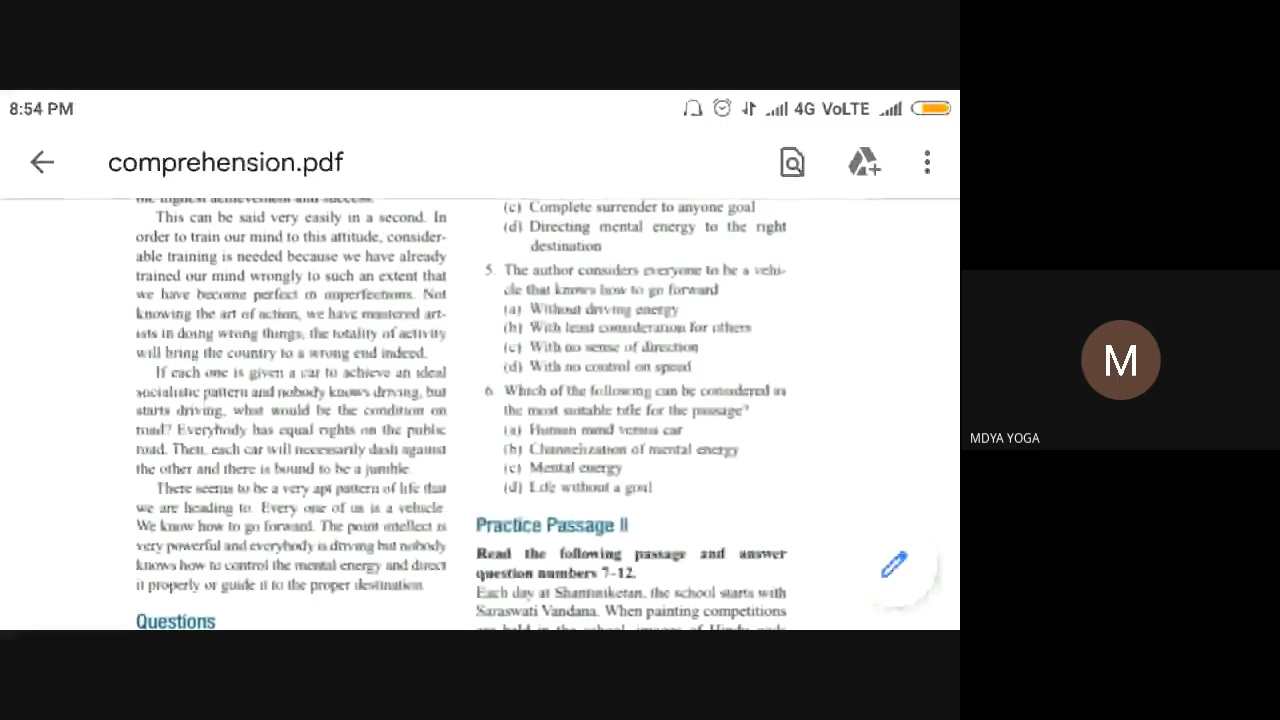 8:54 PM
4G VoLTE
comprehension.pdf
the highest achievement and success.
This can be said very easily in a second. In
order to train our mind to this attitude, consider-
able training is needed because we have already
trained our mind wrongly to such an extent that
we have become perfect in imperfections. Not
knowing the art of action, we have mastered art-
ists in doing wrong things, the totality of activity
will bring the country to a wrong end indeed.
If each one is given a car to achieve an ideal
socialistic pattern and nobody knows driving, but
starts driving, what would be the condition on
road? Everybody has equal rights on the public
road. Then, each car will necessarily dash against
the other and there is bound to be a jumble.
There seems to be a very apt pattern of life that
we are heading to. Every one of us is a vehicle.
We know how to go forward. The point intellect is
very powerful and everybody is driving but nobody
knows how to control the mental energy and direct
it properly or guide it to the proper destination.
Questions
(c) Complete surrender to anyone goal
(d) Directing mental energy to the right
destination
5. The author considers everyone to be a vehi-
cle that knows how to go forward
(a) Without driving energy
(b) With least consideration for others
(c) With no sense of direction
(d) With no control on speed
6. Which of the following can be considered as
the most suitable title for the passage?
(a) Human mind versus car
(b) Channelization of mental energy
(c) Mental energy
(d) Life without a goal
Practice Passage II
Read the following passage and answer
question numbers 7–12.
Each day at Shantiniketan, the school starts with
Saraswati Vandana. When painting competitions
are held in the school, images of Hindu gods
M
MDYA YOGA